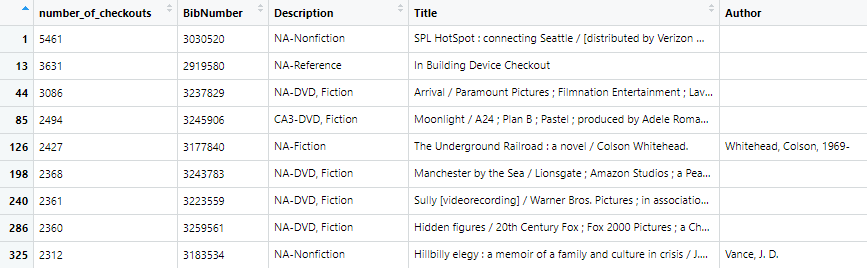 number_of_checkouts BibNumber Description Title Author
1 5461 3030520 NA-Nonfiction SPL HotSpot : connecting Seattle / [distributed by Verizon ...
13 3631 2919580 NA-Reference In Building Device Checkout
44 3086 3237829 NA-DVD, Fiction Arrival / Paramount Pictures ; Filmnation Entertainment ; Lav...
85 2494 3245906 CA3-DVD, Fiction Moonlight / A24 ; Plan B ; Pastel ; produced by Adele Roma...
126 2427 3177840 NA-Fiction The Underground Railroad : a novel / Colson Whitehead. Whitehead, Colson, 1969-
198 2368 3243783 NA-DVD, Fiction Manchester by the Sea / Lionsgate ; Amazon Studios ; a Pea...
240 2361 3223559 NA-DVD, Fiction Sully [videorecording] / Warner Bros. Pictures ; in associatio...
286 2360 3259561 NA-DVD, Fiction Hidden figures / 20th Century Fox ; Fox 2000 Pictures ; a Ch...
325 2312 3183534 NA-Nonfiction Hillbilly elegy : a memoir of a family and culture in crisis / J.... Vance, J. D.